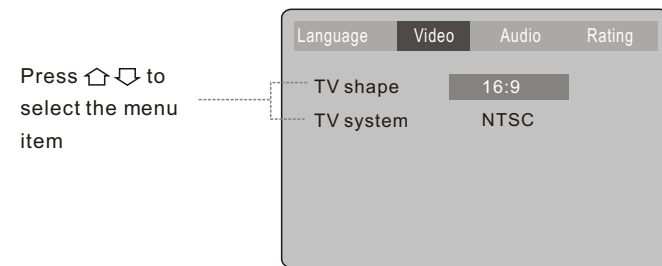 Language Video Audio Rating
Press ⇧ ⇩ to
select the menu
item
TV shape 16:9
TV system NTSC